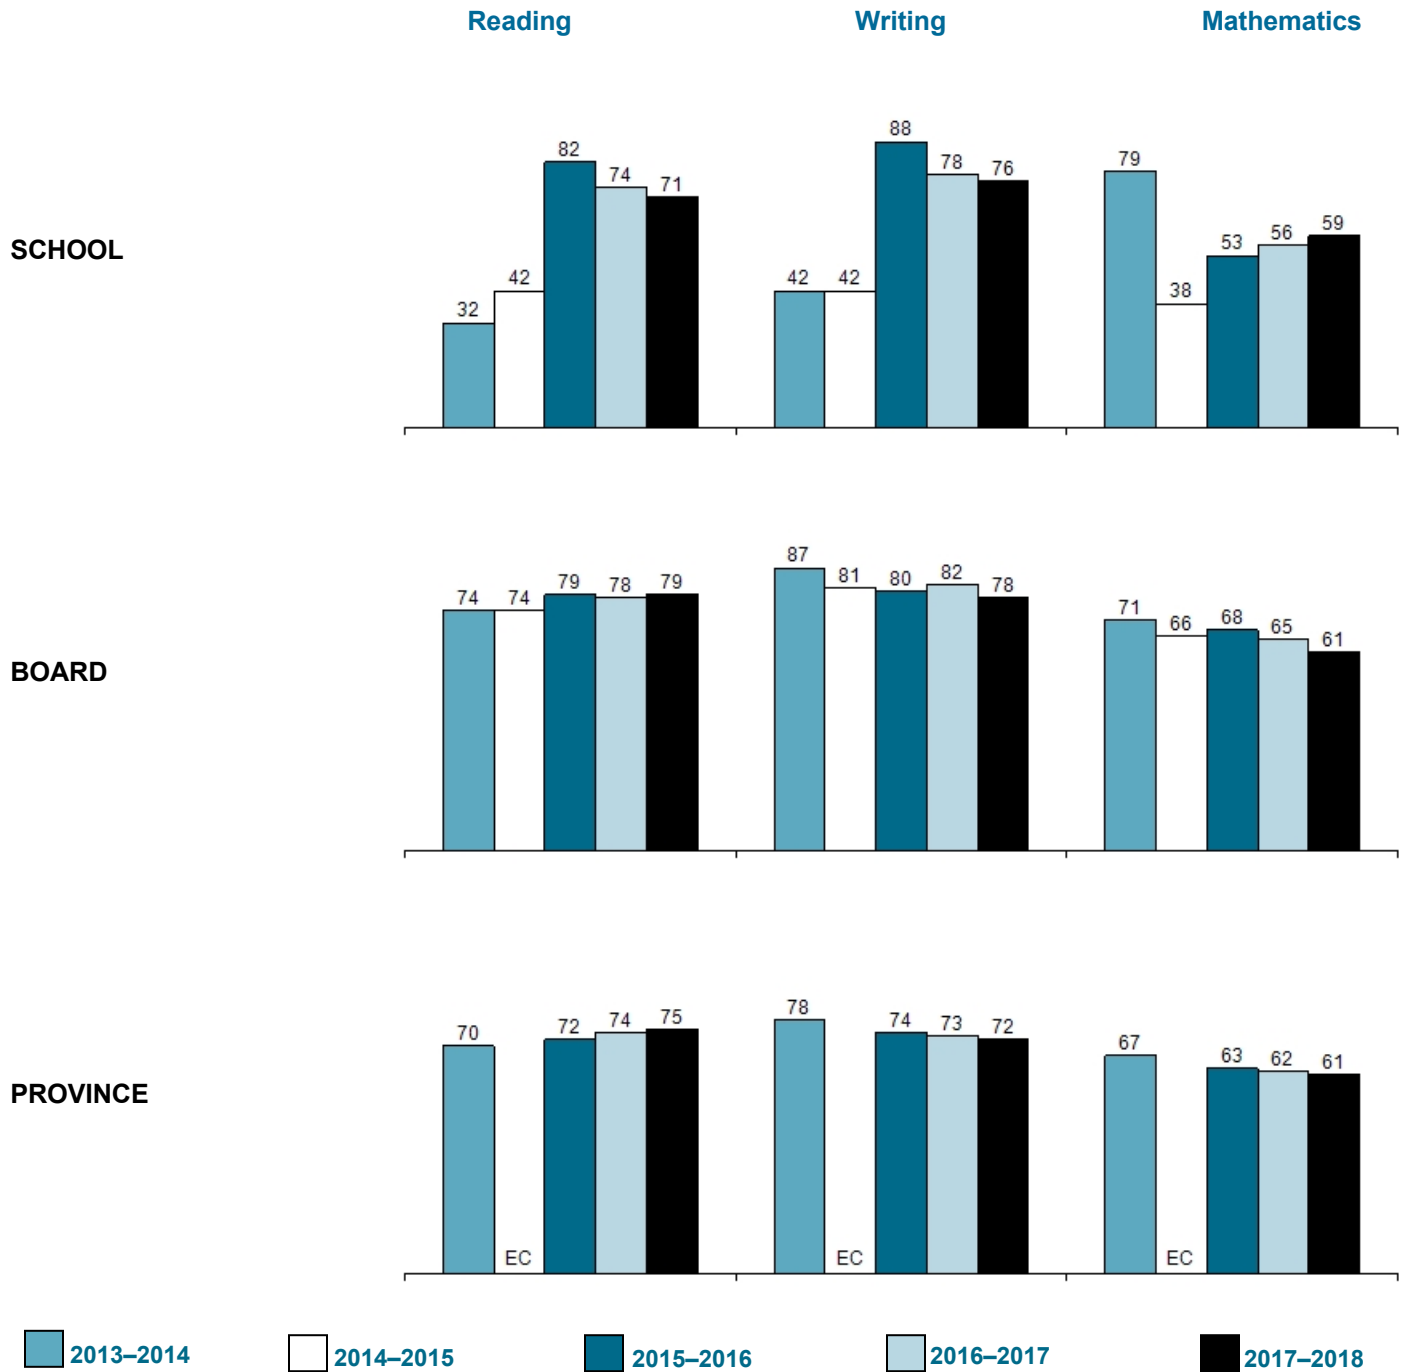 Reading Writing Mathematics
SCHOOL
32 42 82 74 71
42 42 88 78 76
79 38 53 56 59
BOARD
74 74 79 78 79
87 81 80 82 78
71 66 68 65 61
PROVINCE
70 EC 72 74 75
78 EC 74 73 72
67 EC 63 62 61
2013–2014 2014–2015 2015–2016 2016–2017 2017–2018